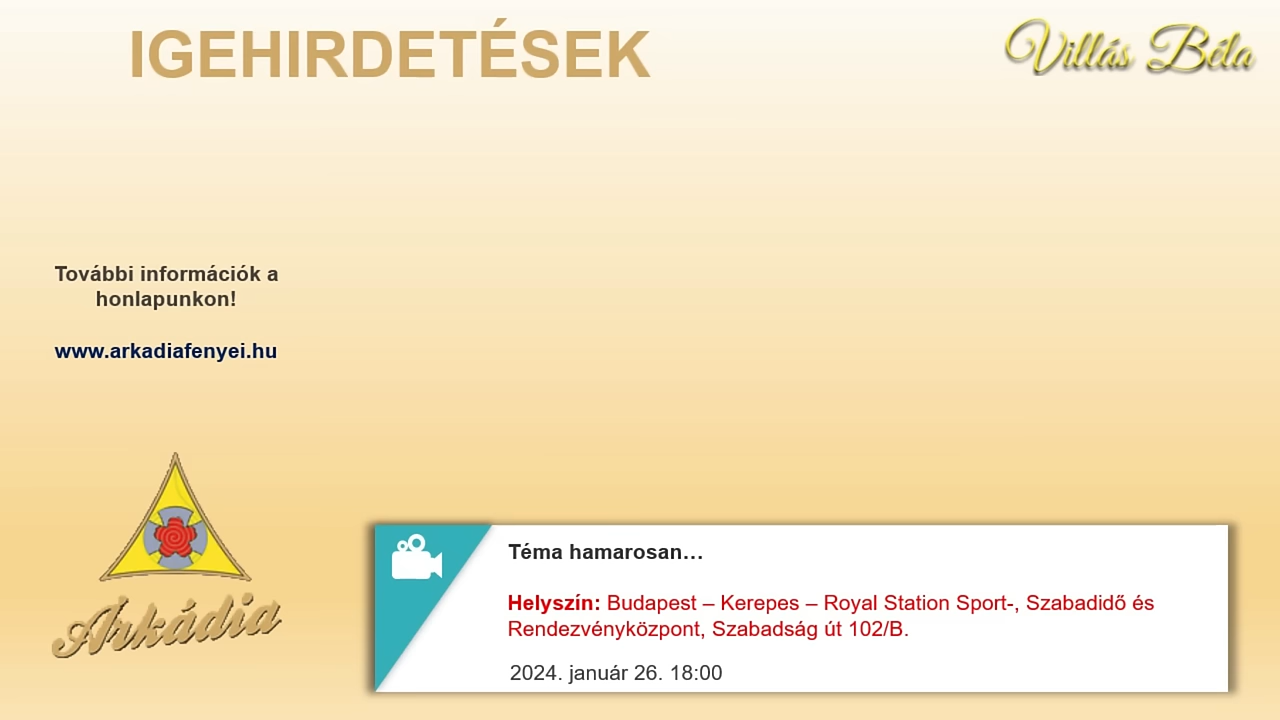 IGEHIRDETÉSEK
Villás Béla
További információk a
honlapunkon!
www.arkadiafenyei.hu
Árkádia
Téma hamarosan…
Helyszín: Budapest – Kerepes – Royal Station Sport-, Szabadidő és
Rendezvényközpont, Szabadság út 102/B.
2024. január 26. 18:00